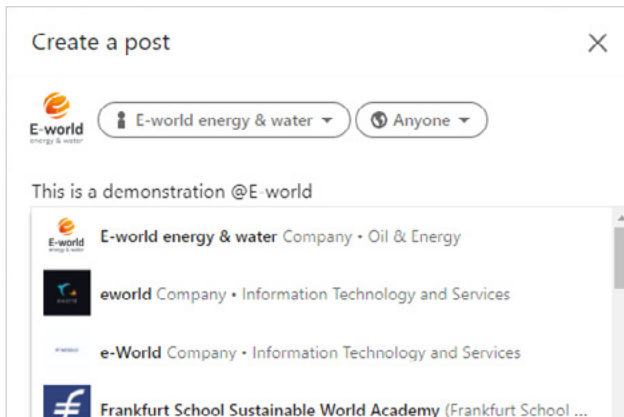 Create a post
E-world
energy & water
E-world energy & water
Anyone
This is a demonstration @E-world
E-world
energy & water
E-world energy & water Company • Oil & Energy
eworld Company • Information Technology and Services
e-World Company • Information Technology and Services
Frankfurt School Sustainable World Academy (Frankfurt School ...